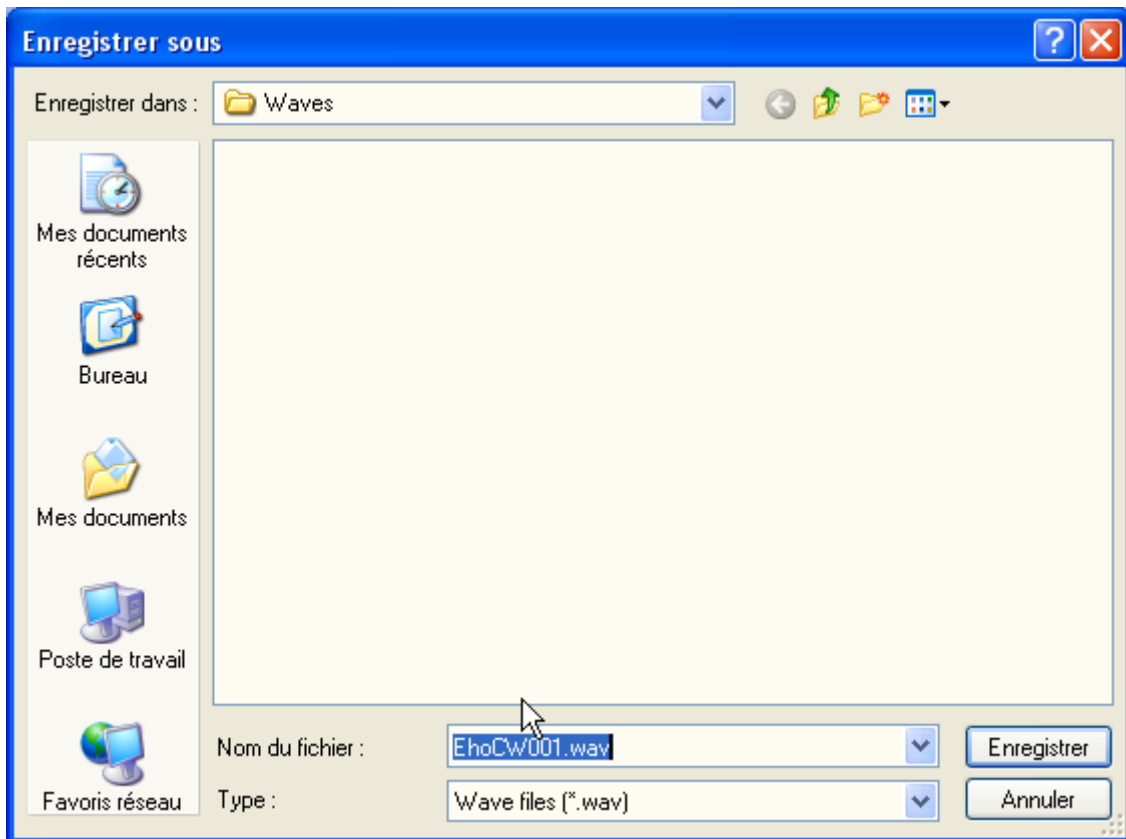 Enregistrer sous
Enregistrer dans :
Waves
Mes documents
récents
Bureau
Mes documents
Poste de travail
Favoris réseau
Nom du fichier :
EhoCW001.wav
Enregistrer
Type :
Wave files (*.wav)
Annuler